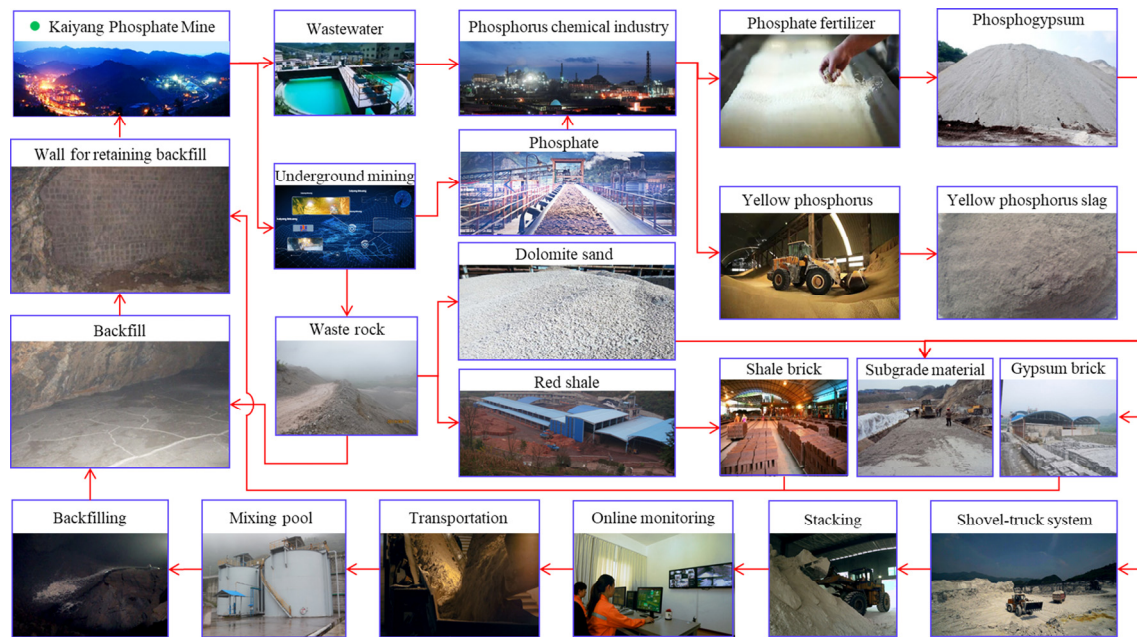 Kaiyang Phosphate Mine
Wastewater
Phosphorus chemical industry
Phosphate fertilizer
Phosphogypsum
Wall for retaining backfill
Underground mining
Phosphate
Yellow phosphorus
Yellow phosphorus slag
Dolomite sand
Backfill
Waste rock
Red shale
Shale brick
Subgrade material
Gypsum brick
Backfilling
Mixing pool
Transportation
Online monitoring
Stacking
Shovel-truck system